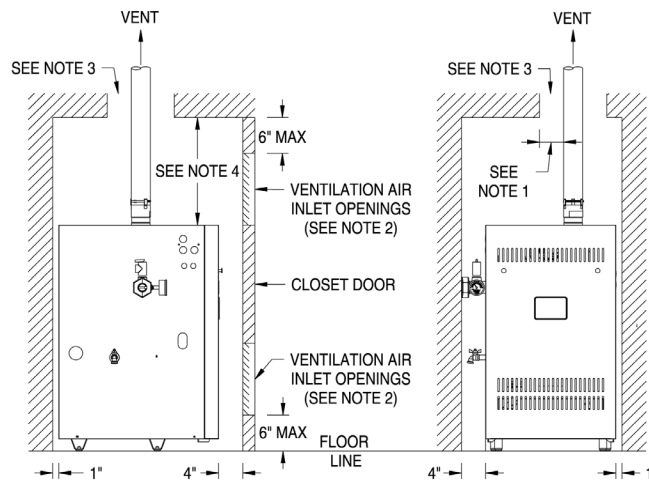 VENT
SEE NOTE 3
6" MAX
SEE NOTE 4
VENTILATION AIR
INLET OPENINGS
(SEE NOTE 2)
CLOSET DOOR
VENTILATION AIR
INLET OPENINGS
(SEE NOTE 2)
6" MAX
FLOOR
LINE
1"
4"
VENT
SEE NOTE 3
SEE
NOTE 1
4"